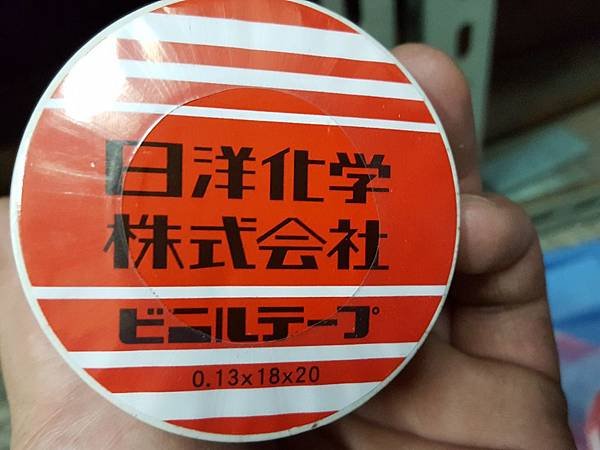 日洋化学
株式会社
ビニルテープ
0.13x18x20